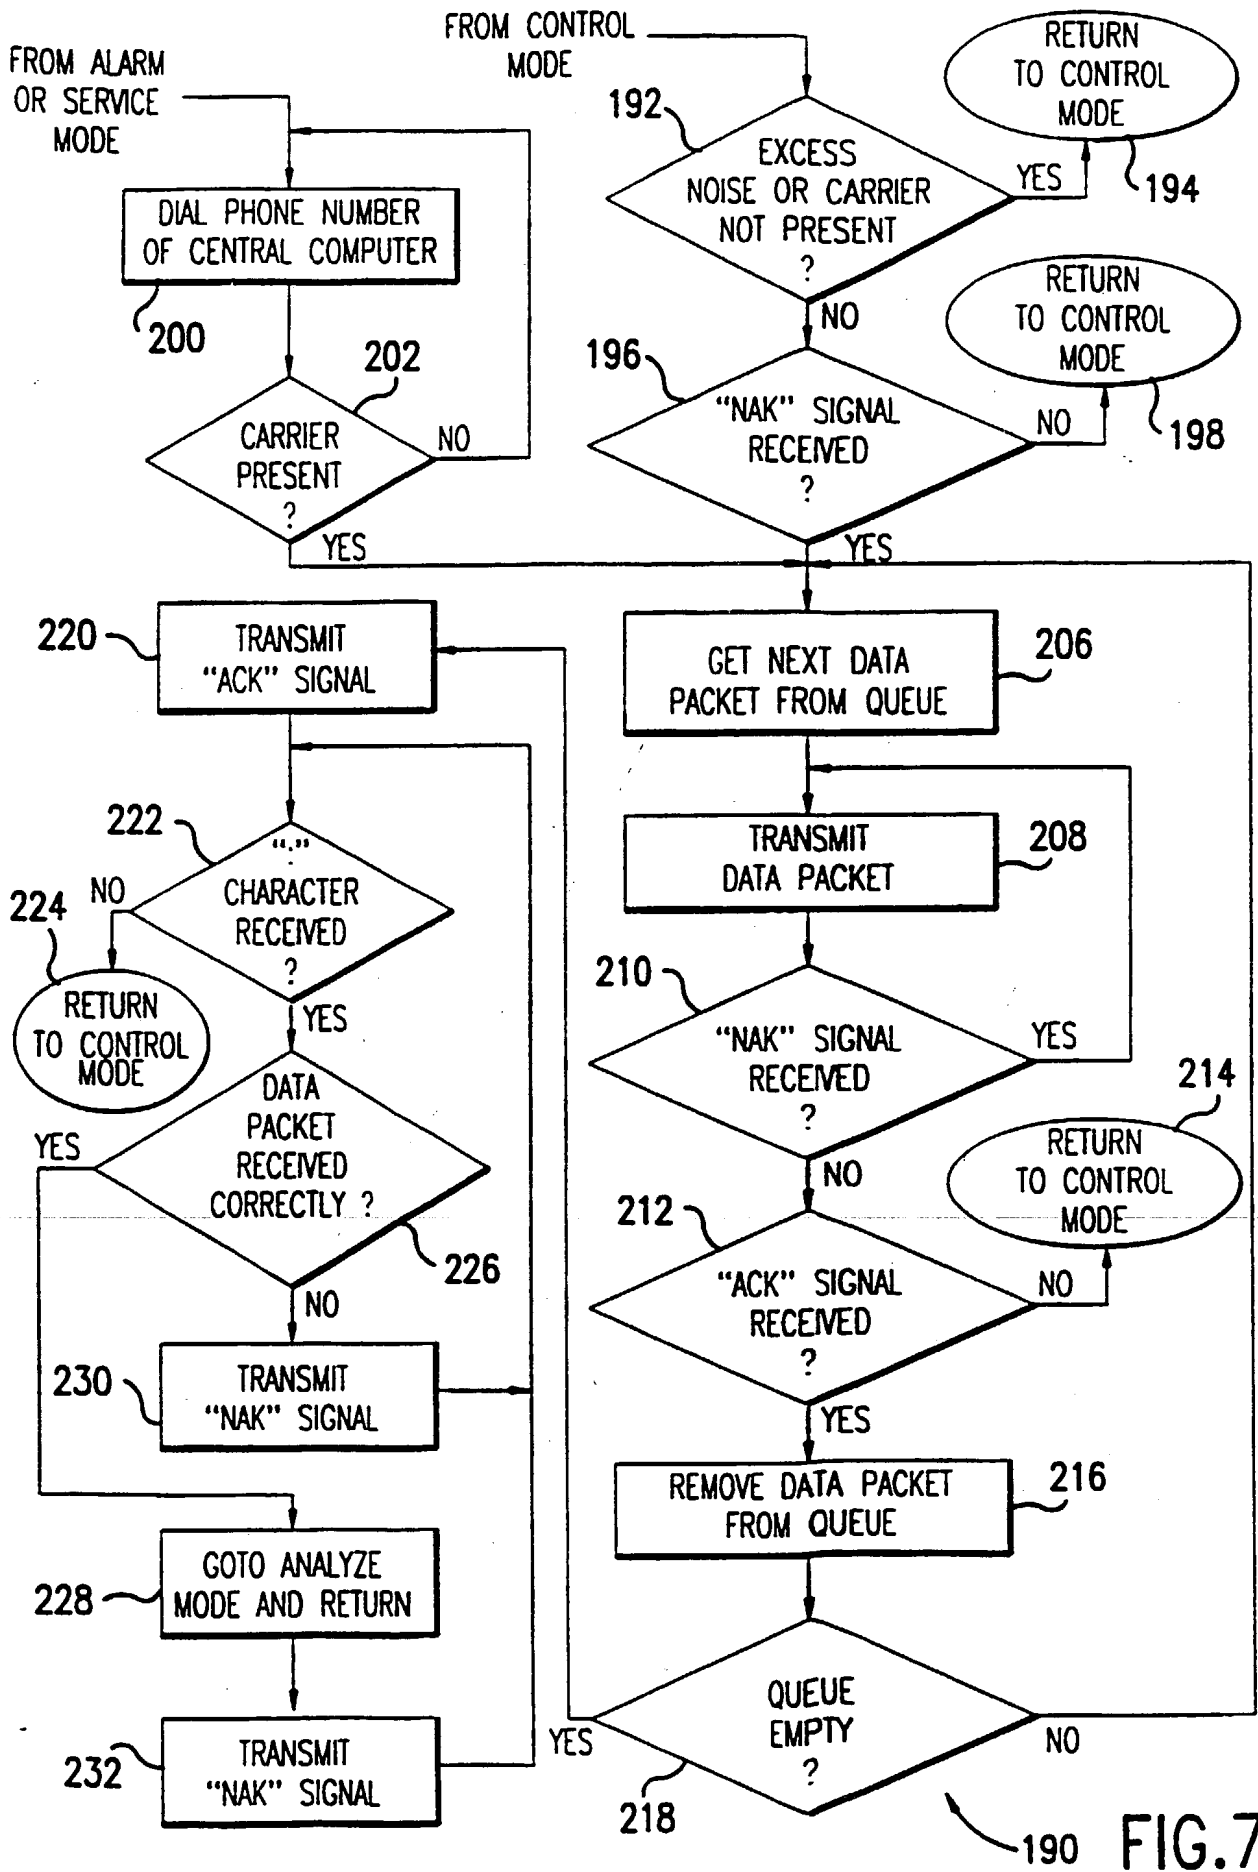 FROM ALARM
OR SERVICE
MODE
FROM CONTROL
MODE
RETURN
TO CONTROL
MODE
194
192
EXCESS
NOISE OR CARRIER
NOT PRESENT
?
YES
NO
DIAL PHONE NUMBER
OF CENTRAL COMPUTER
200
202
CARRIER
PRESENT
?
NO
YES
196
"NAK" SIGNAL
RECEIVED
?
NO
YES
RETURN
TO CONTROL
MODE
198
220
TRANSMIT
"ACK" SIGNAL
GET NEXT DATA
PACKET FROM QUEUE
206
TRANSMIT
DATA PACKET
208
222
":"
CHARACTER
RECEIVED
?
NO
YES
224
RETURN
TO CONTROL
MODE
210
"NAK" SIGNAL
RECEIVED
?
YES
NO
214
RETURN
TO CONTROL
MODE
DATA
PACKET
RECEIVED
CORRECTLY ?
YES
226
NO
212
"ACK" SIGNAL
RECEIVED
?
NO
YES
230
TRANSMIT
"NAK" SIGNAL
REMOVE DATA PACKET
FROM QUEUE
216
228
GOTO ANALYZE
MODE AND RETURN
232
TRANSMIT
"NAK" SIGNAL
QUEUE
EMPTY
?
YES
NO
218
190
FIG.7